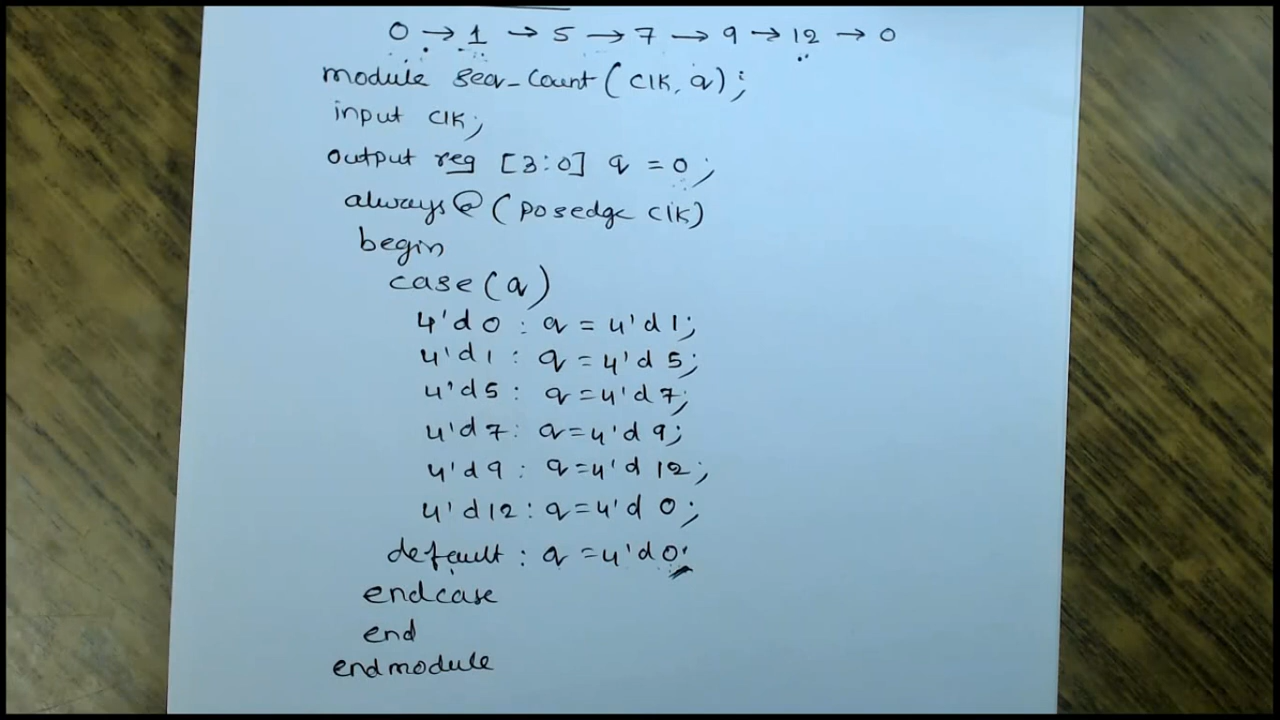 0 → 1 → 5 → 7 → 9 → 12 → 0
module seq_count (clk, q);
input clk;
output reg [3:0] q = 0;
always@ (posedge clk)
begin
case (q)
4'd0 : q = 4'd1;
4'd1 : q = 4'd5;
4'd5 : q = 4'd7;
4'd7 : q = 4'd9;
4'd9 : q = 4'd12;
4'd12 : q = 4'd0;
default : q = 4'd0;
endcase
end
endmodule